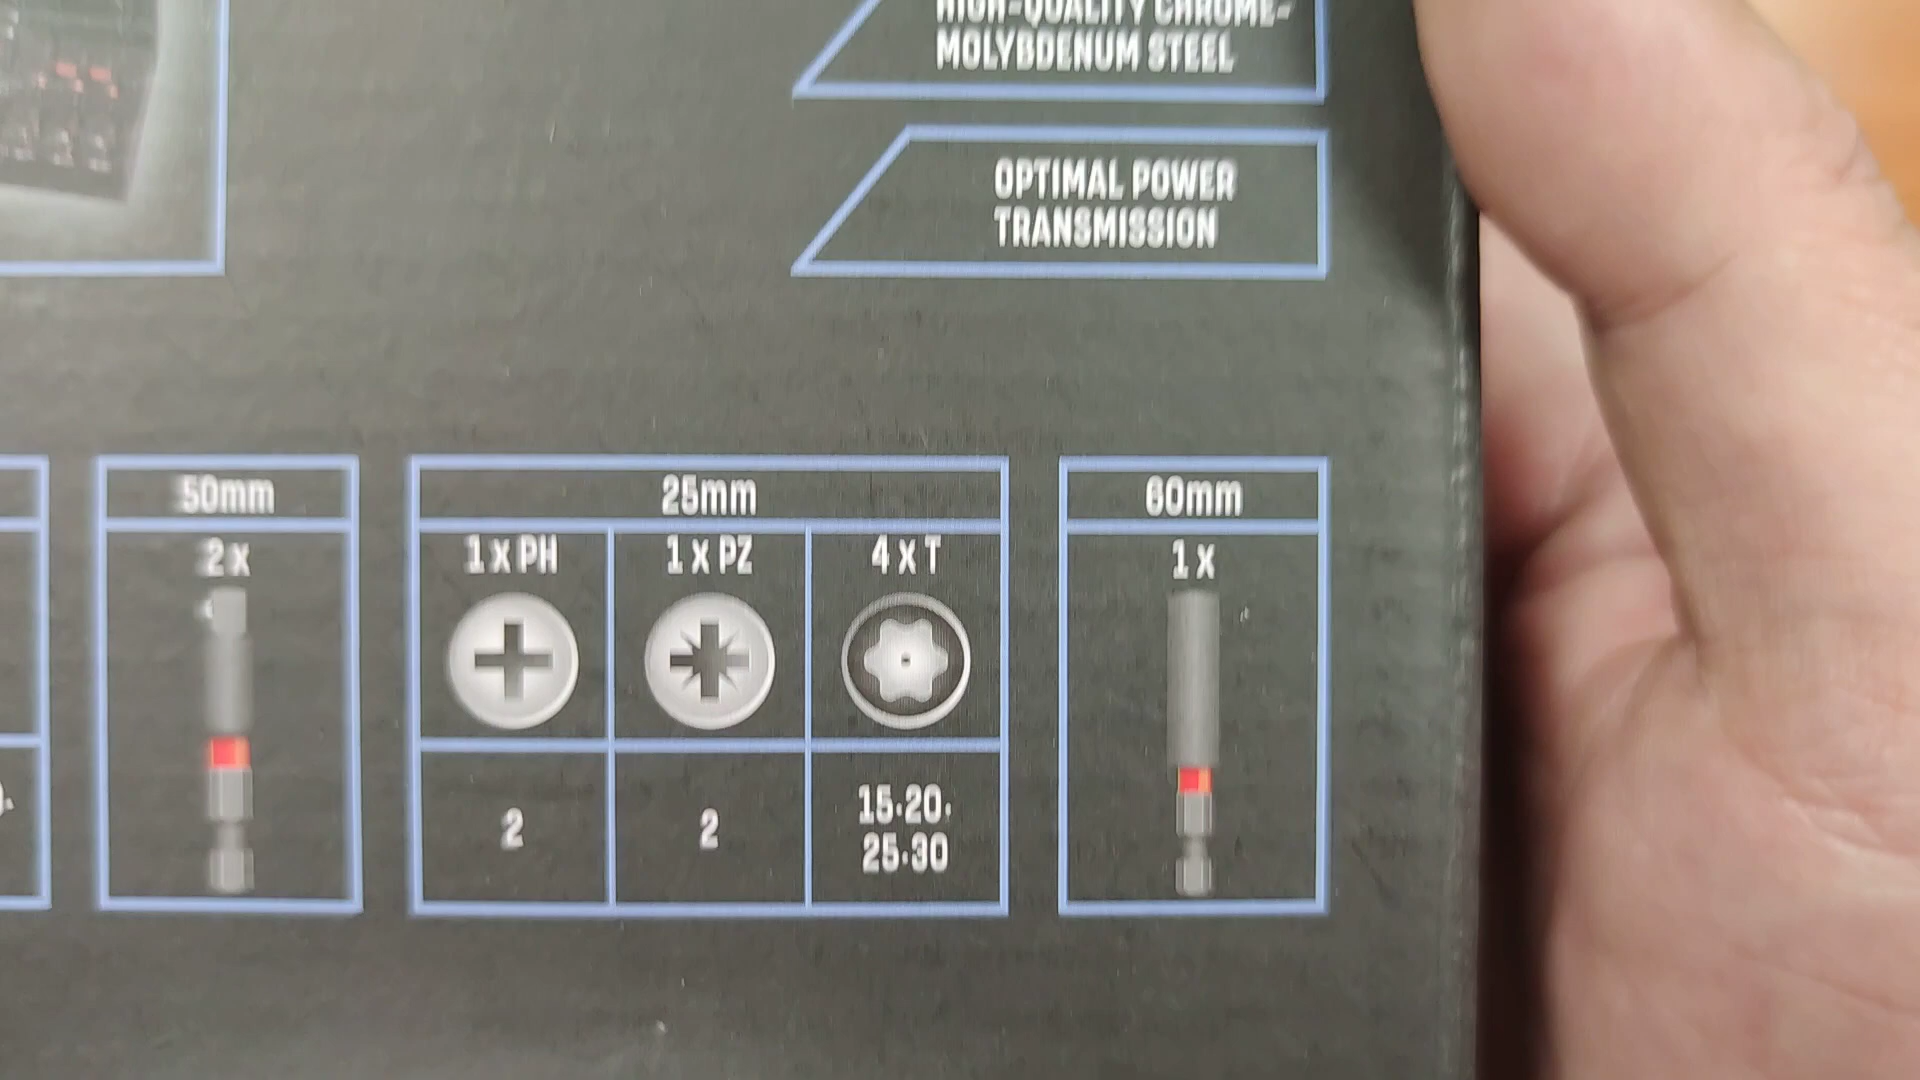 HIGH-QUALITY CHROME-
MOLYBDENUM STEEL
OPTIMAL POWER
TRANSMISSION
50mm
2 x
25mm
1 x PH
1 x PZ
4 x T
2
2
15·20·
25·30
60mm
1 x